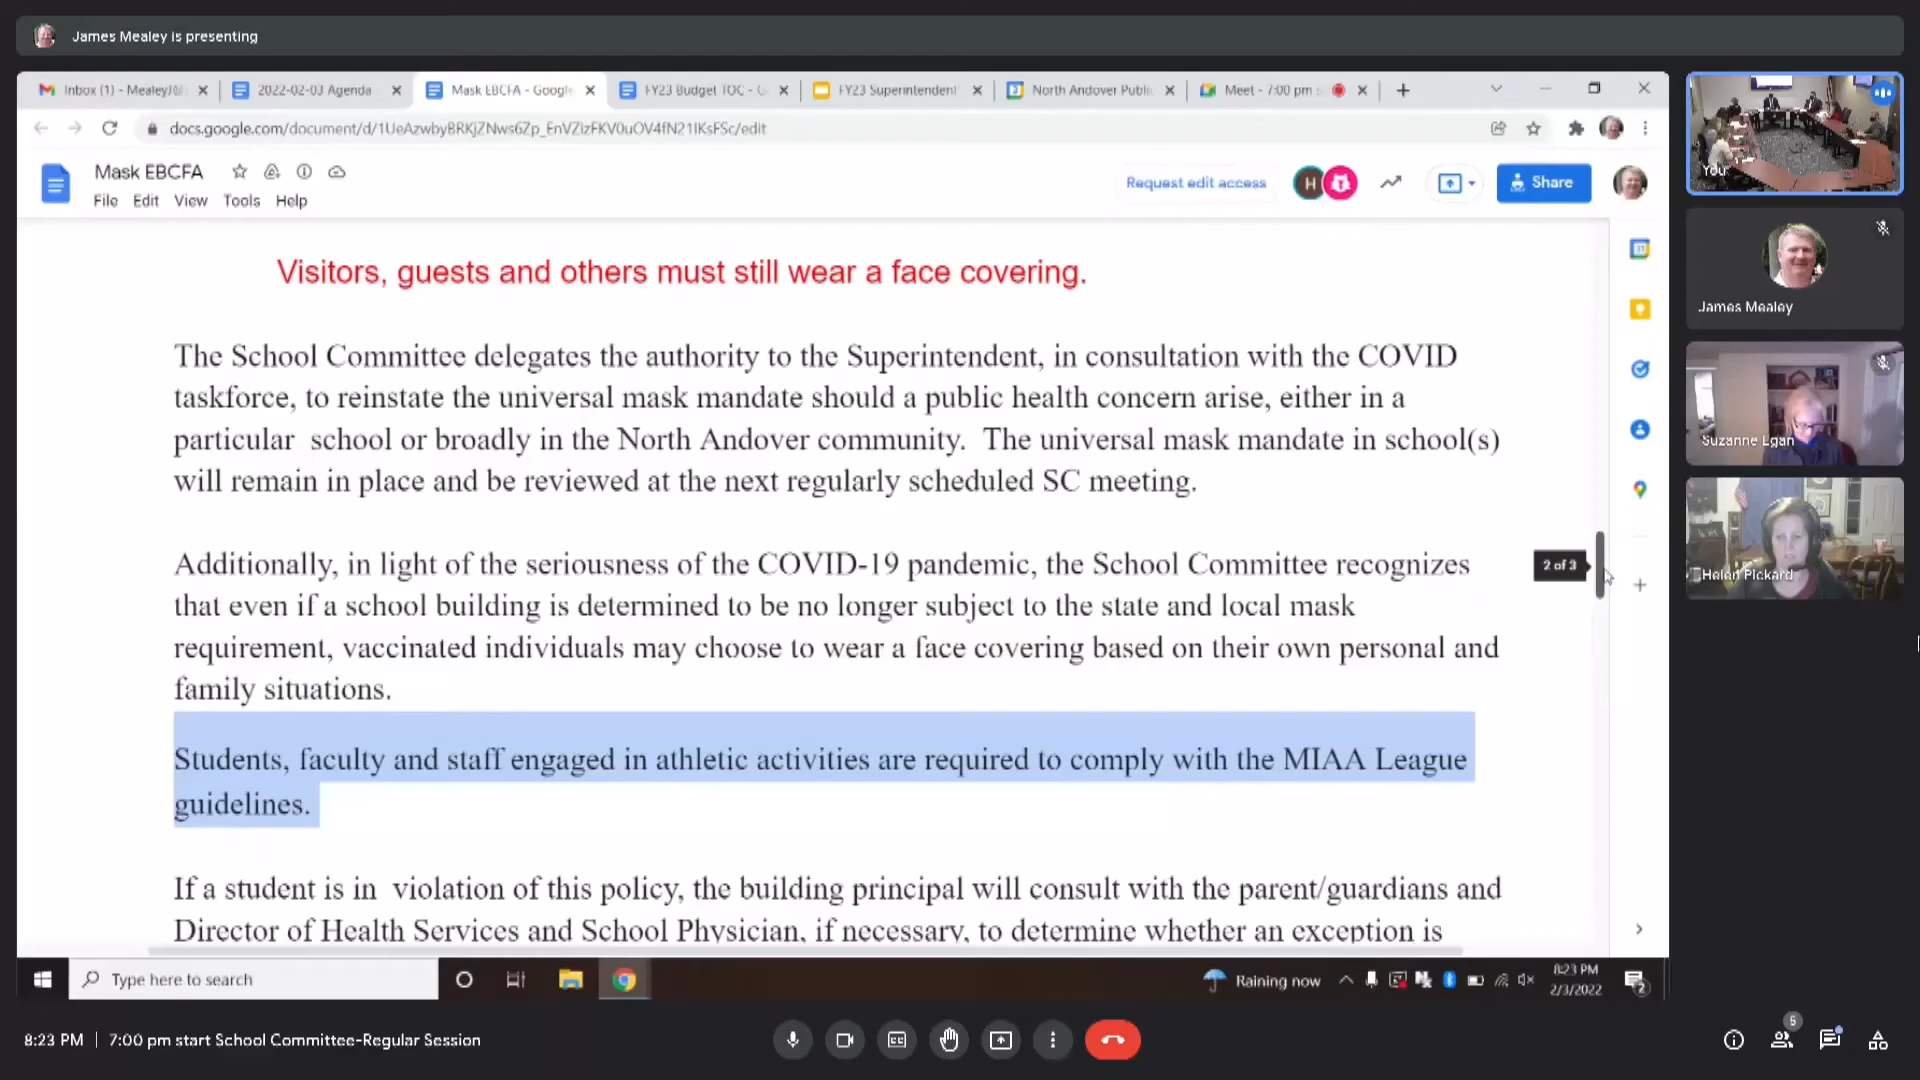 James Mealey is presenting
Inbox (1) - MealeyJ@
2022-02-03 Agenda
Mask EBCFA - Google
FY23 Budget TOC - G
FY23 Superintendent'
North Andover Public
Meet - 7:00 pm s
docs.google.com/document/d/1UeAzwbyBRKjZNws6Zp_EnVZizFKV0uOV4fN21IKsFSc/edit
Mask EBCFA
File Edit View Tools Help
Request edit access
H
Share
Visitors, guests and others must still wear a face covering.
The School Committee delegates the authority to the Superintendent, in consultation with the COVID
taskforce, to reinstate the universal mask mandate should a public health concern arise, either in a
particular school or broadly in the North Andover community. The universal mask mandate in school(s)
will remain in place and be reviewed at the next regularly scheduled SC meeting.
Additionally, in light of the seriousness of the COVID-19 pandemic, the School Committee recognizes
that even if a school building is determined to be no longer subject to the state and local mask
requirement, vaccinated individuals may choose to wear a face covering based on their own personal and
family situations.
Students, faculty and staff engaged in athletic activities are required to comply with the MIAA League
guidelines.
If a student is in violation of this policy, the building principal will consult with the parent/guardians and
Director of Health Services and School Physician, if necessary, to determine whether an exception is
2 of 3
You
James Mealey
Suzanne Egan
Helen Pickard
Type here to search
Raining now
8:23 PM
2/3/2022
2
8:23 PM | 7:00 pm start School Committee-Regular Session
5